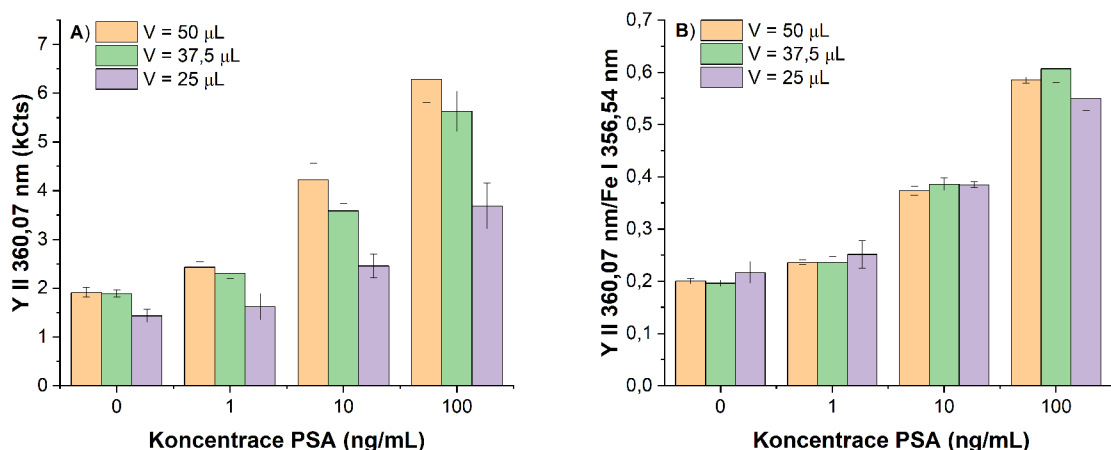 A)
V = 50 μL
V = 37,5 μL
V = 25 μL
Y II 360,07 nm (kCts)
7
6
5
4
3
2
1
0
0 1 10 100
Koncentrace PSA (ng/mL)
B)
V = 50 μL
V = 37,5 μL
V = 25 μL
Y II 360,07 nm/Fe I 356,54 nm
0,7
0,6
0,5
0,4
0,3
0,2
0,1
0,0
0 1 10 100
Koncentrace PSA (ng/mL)